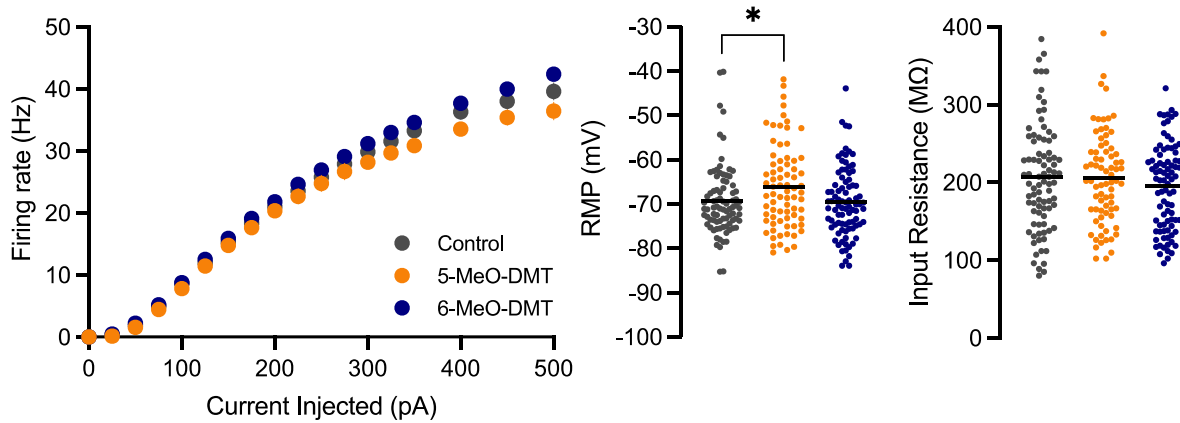 Firing rate (Hz)
50
40
30
20
10
0
0 100 200 300 400 500
Current Injected (pA)
Control
5-MeO-DMT
6-MeO-DMT
RMP (mV)
-30
-40
-50
-60
-70
-80
-90
-100
*
Input Resistance (MΩ)
400
300
200
100
0